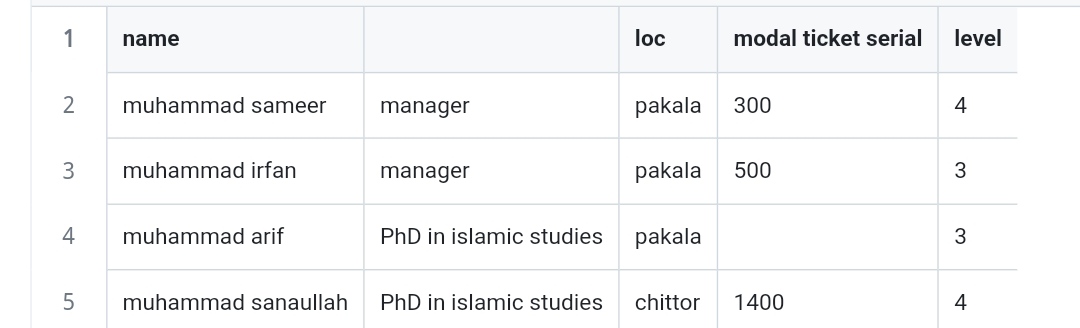 1 name loc modal ticket serial level
2 muhammad sameer manager pakala 300 4
3 muhammad irfan manager pakala 500 3
4 muhammad arif PhD in islamic studies pakala 3
5 muhammad sanaullah PhD in islamic studies chittor 1400 4